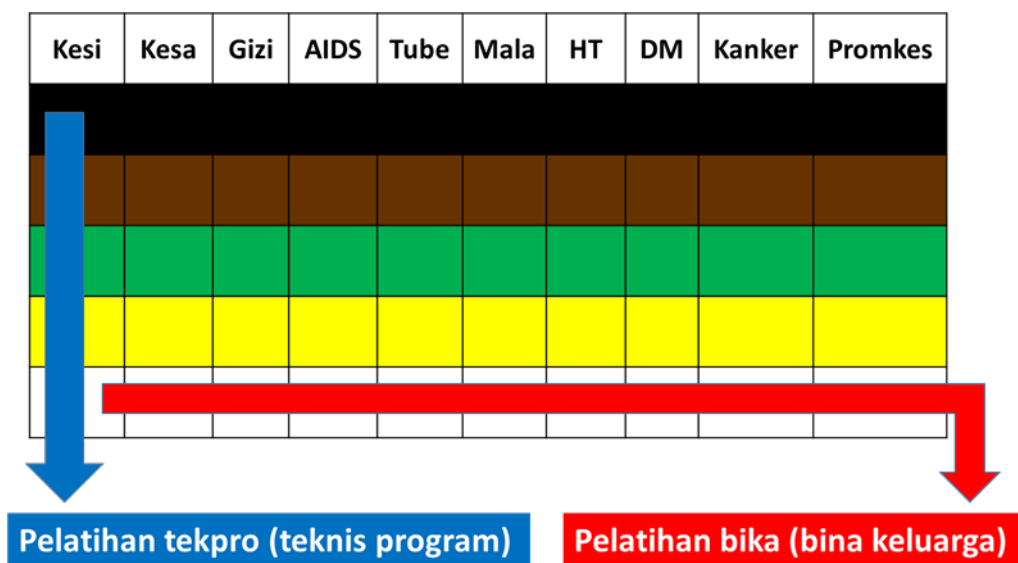 Kesi Kesa Gizi AIDS Tube Mala HT DM Kanker Promkes
Pelatihan tekpro (teknis program) Pelatihan bika (bina keluarga)